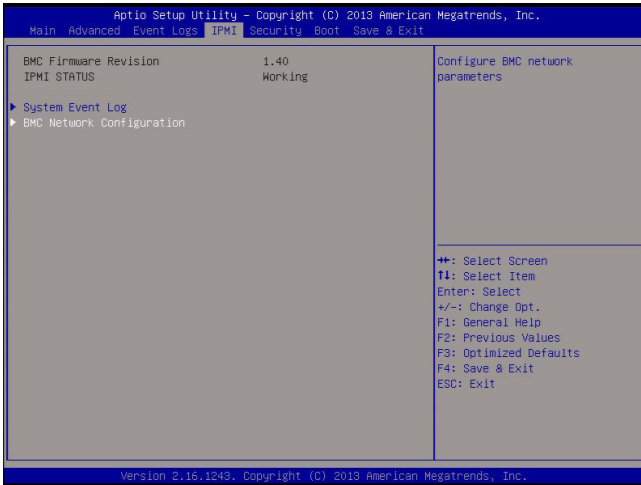 Aptio Setup Utility – Copyright (C) 2013 American Megatrends, Inc.
Main Advanced Event Logs IPMI Security Boot Save & Exit
BMC Firmware Revision 1.40
IPMI STATUS Working
System Event Log
BMC Network Configuration
Configure BMC network
parameters
→←: Select Screen
↑↓: Select Item
Enter: Select
+/-: Change Opt.
F1: General Help
F2: Previous Values
F3: Optimized Defaults
F4: Save & Exit
ESC: Exit
Version 2.16.1243. Copyright (C) 2013 American Megatrends, Inc.